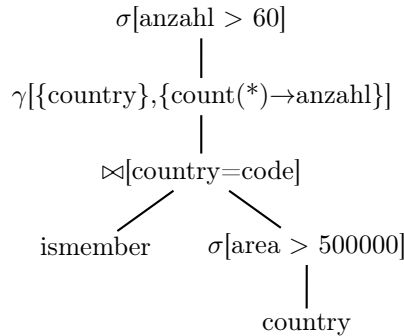 σ[anzahl > 60]
γ[{country},{count(*)→anzahl}]
⋈[country=code]
ismember σ[area > 500000]
country